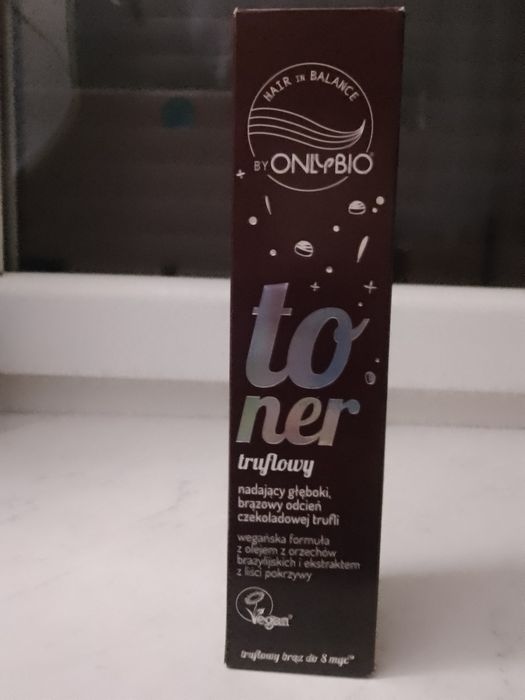 HAIR IN BALANCE
BY ONLYBIO®
to
ner
truflowy
nadający głęboki,
brązowy odcień
czekoladowej trufli
wegańska formuła
z olejem z orzechów
brazylijskich i ekstraktem
z liści pokrzywy
Vegan
truflowy brąz do 8 myć*